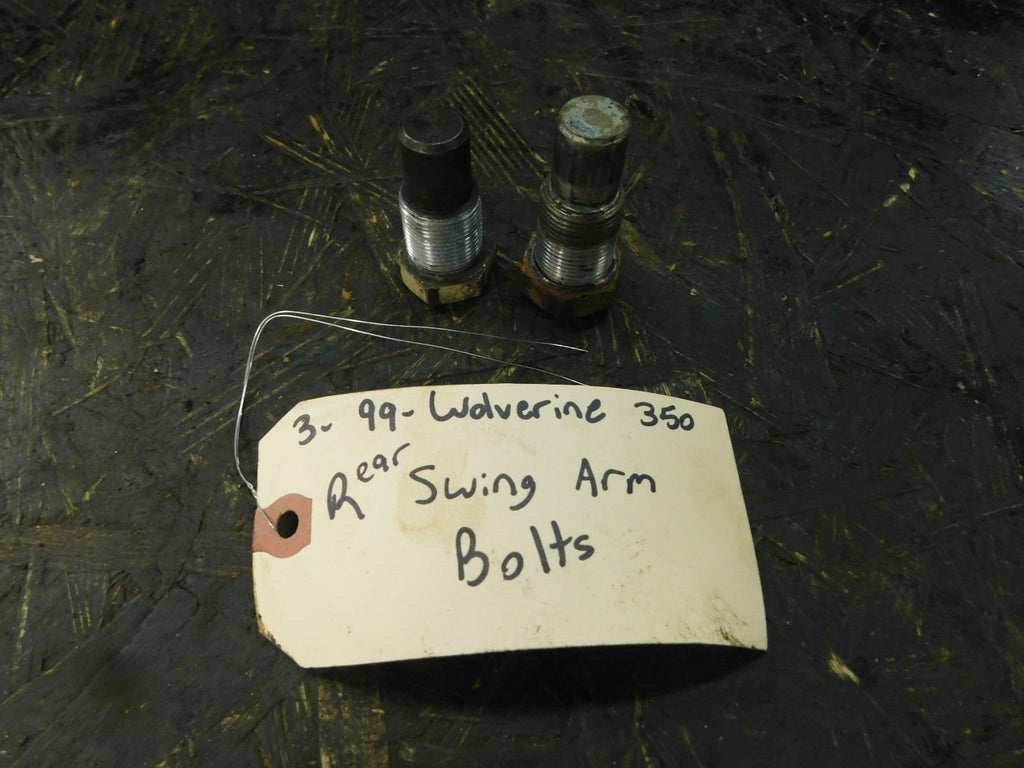 3- 99- Wolverine 350
Rear Swing Arm
Bolts